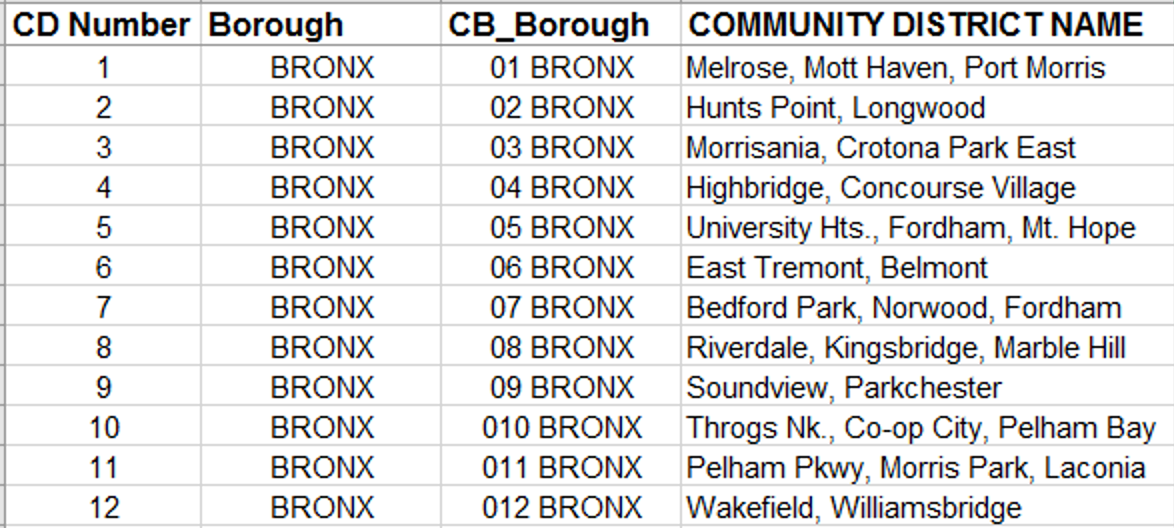 CD Number Borough CB_Borough COMMUNITY DISTRICT NAME
1 BRONX 01 BRONX Melrose, Mott Haven, Port Morris
2 BRONX 02 BRONX Hunts Point, Longwood
3 BRONX 03 BRONX Morrisania, Crotona Park East
4 BRONX 04 BRONX Highbridge, Concourse Village
5 BRONX 05 BRONX University Hts., Fordham, Mt. Hope
6 BRONX 06 BRONX East Tremont, Belmont
7 BRONX 07 BRONX Bedford Park, Norwood, Fordham
8 BRONX 08 BRONX Riverdale, Kingsbridge, Marble Hill
9 BRONX 09 BRONX Soundview, Parkchester
10 BRONX 010 BRONX Throgs Nk., Co-op City, Pelham Bay
11 BRONX 011 BRONX Pelham Pkwy, Morris Park, Laconia
12 BRONX 012 BRONX Wakefield, Williamsbridge